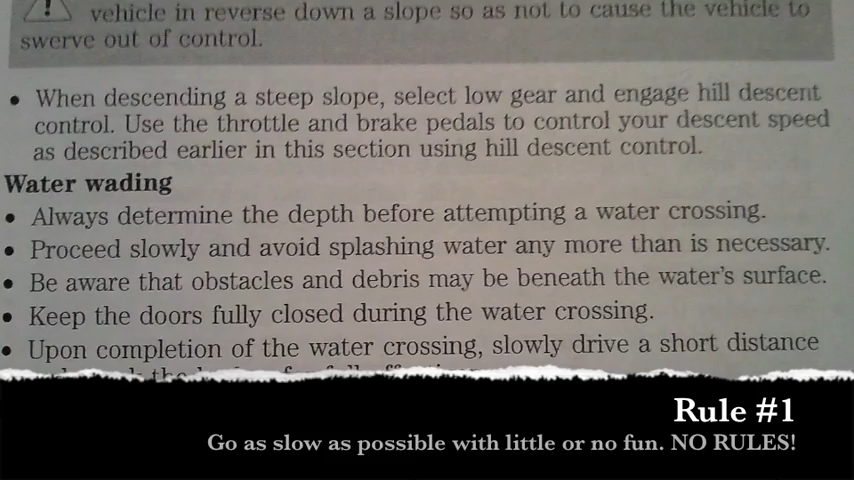 vehicle in reverse down a slope so as not to cause the vehicle to
swerve out of control.
• When descending a steep slope, select low gear and engage hill descent
control. Use the throttle and brake pedals to control your descent speed
as described earlier in this section using hill descent control.
Water wading
• Always determine the depth before attempting a water crossing.
• Proceed slowly and avoid splashing water any more than is necessary.
• Be aware that obstacles and debris may be beneath the water's surface.
• Keep the doors fully closed during the water crossing.
• Upon completion of the water crossing, slowly drive a short distance
Rule #1
Go as slow as possible with little or no fun. NO RULES!